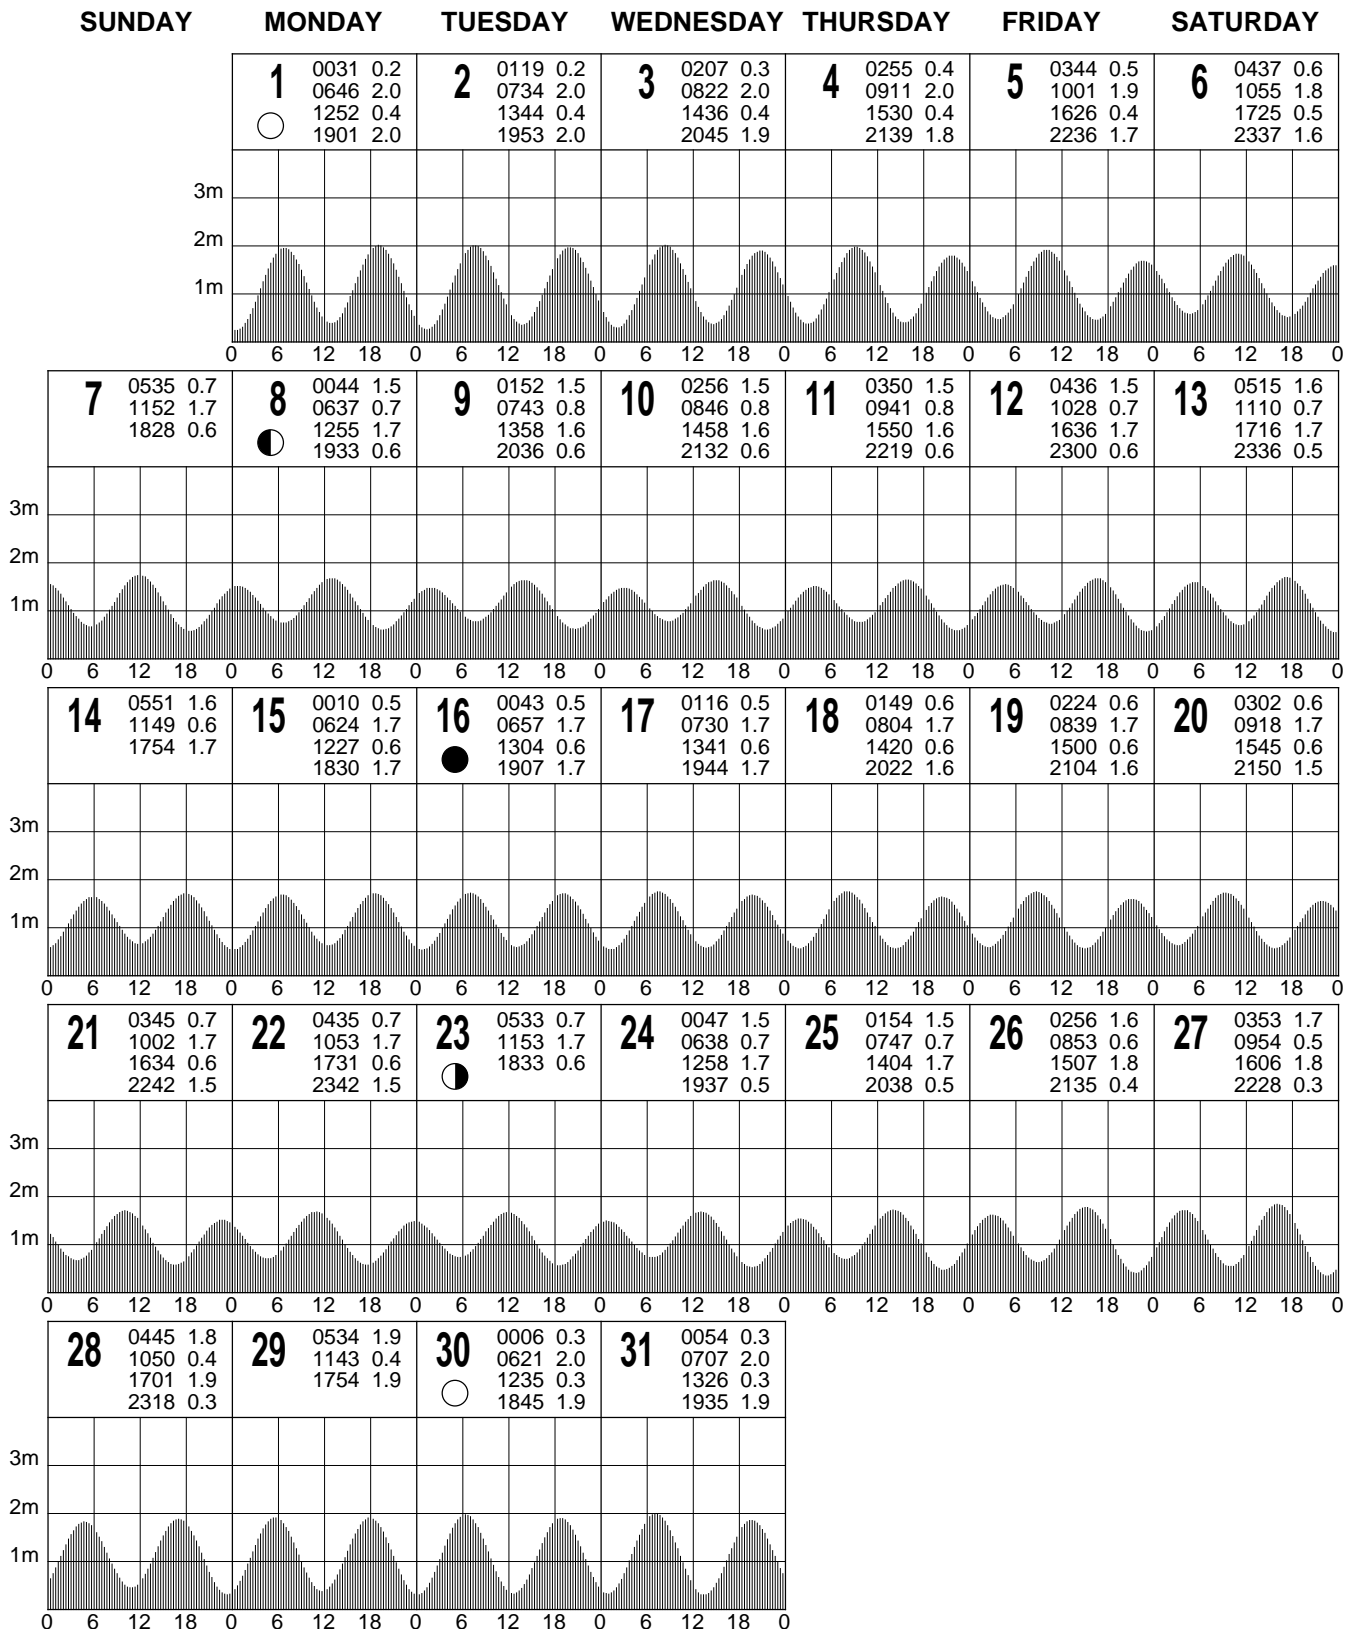 SUNDAY MONDAY TUESDAY WEDNESDAY THURSDAY FRIDAY SATURDAY
1 0031 0.2
0646 2.0
1252 0.4
1901 2.0
2 0119 0.2
0734 2.0
1344 0.4
1953 2.0
3 0207 0.3
0822 2.0
1436 0.4
2045 1.9
4 0255 0.4
0911 2.0
1530 0.4
2139 1.8
5 0344 0.5
1001 1.9
1626 0.4
2236 1.7
6 0437 0.6
1055 1.8
1725 0.5
2337 1.6
3m
2m
1m
0 6 12 18 0 6 12 18 0 6 12 18 0 6 12 18 0 6 12 18 0 6 12 18 0
7 0535 0.7
1152 1.7
1828 0.6
8 0044 1.5
0637 0.7
1255 1.7
1933 0.6
9 0152 1.5
0743 0.8
1358 1.6
2036 0.6
10 0256 1.5
0846 0.8
1458 1.6
2132 0.6
11 0350 1.5
0941 0.8
1550 1.6
2219 0.6
12 0436 1.5
1028 0.7
1636 1.7
2300 0.6
13 0515 1.6
1110 0.7
1716 1.7
2336 0.5
3m
2m
1m
0 6 12 18 0 6 12 18 0 6 12 18 0 6 12 18 0 6 12 18 0 6 12 18 0 6 12 18 0
14 0551 1.6
1149 0.6
1754 1.7
15 0010 0.5
0624 1.7
1227 0.6
1830 1.7
16 0043 0.5
0657 1.7
1304 0.6
1907 1.7
17 0116 0.5
0730 1.7
1341 0.6
1944 1.7
18 0149 0.6
0804 1.7
1420 0.6
2022 1.6
19 0224 0.6
0839 1.7
1500 0.6
2104 1.6
20 0302 0.6
0918 1.7
1545 0.6
2150 1.5
3m
2m
1m
0 6 12 18 0 6 12 18 0 6 12 18 0 6 12 18 0 6 12 18 0 6 12 18 0 6 12 18 0
21 0345 0.7
1002 1.7
1634 0.6
2242 1.5
22 0435 0.7
1053 1.7
1731 0.6
2342 1.5
23 0533 0.7
1153 1.7
1833 0.6
24 0047 1.5
0638 0.7
1258 1.7
1937 0.5
25 0154 1.5
0747 0.7
1404 1.7
2038 0.5
26 0256 1.6
0853 0.6
1507 1.8
2135 0.4
27 0353 1.7
0954 0.5
1606 1.8
2228 0.3
3m
2m
1m
0 6 12 18 0 6 12 18 0 6 12 18 0 6 12 18 0 6 12 18 0 6 12 18 0 6 12 18 0
28 0445 1.8
1050 0.4
1701 1.9
2318 0.3
29 0534 1.9
1143 0.4
1754 1.9
30 0006 0.3
0621 2.0
1235 0.3
1845 1.9
31 0054 0.3
0707 2.0
1326 0.3
1935 1.9
3m
2m
1m
0 6 12 18 0 6 12 18 0 6 12 18 0 6 12 18 0